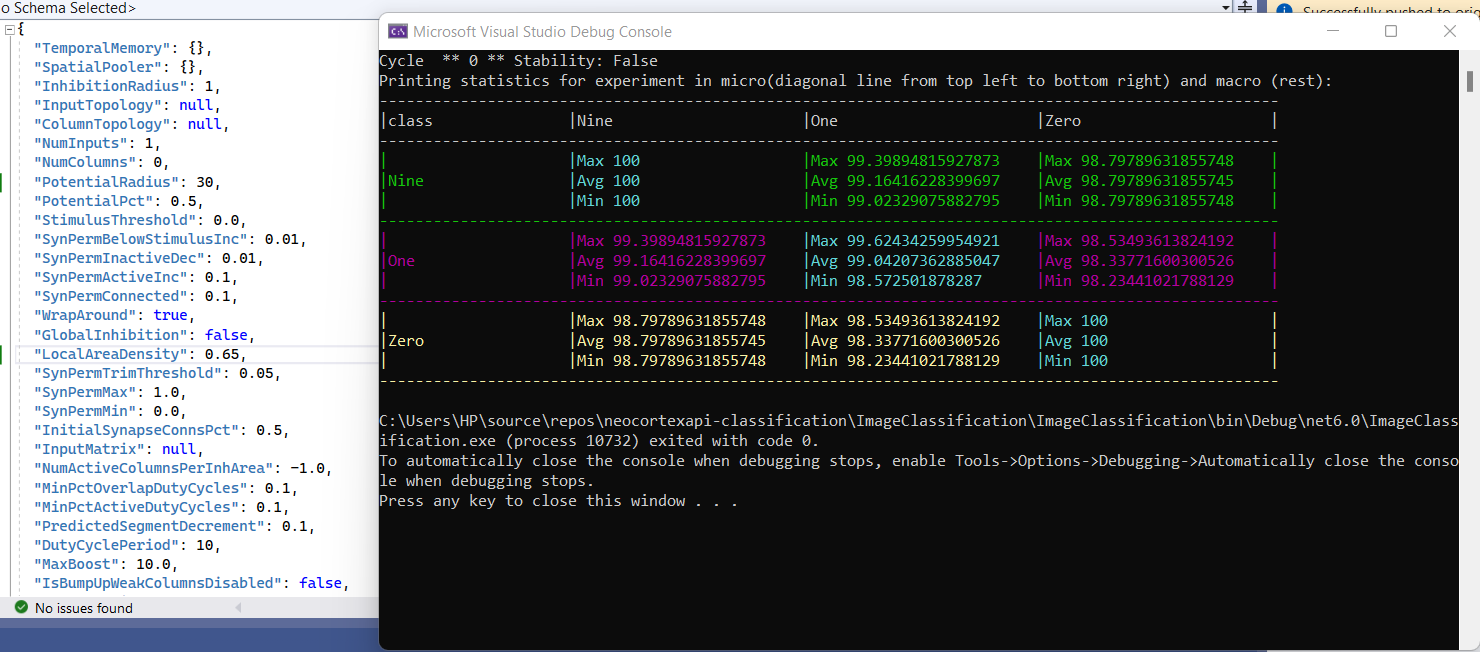 o Schema Selected>
Successfully pushed to orig
{
"TemporalMemory": {},
"SpatialPooler": {},
"InhibitionRadius": 1,
"InputTopology": null,
"ColumnTopology": null,
"NumInputs": 1,
"NumColumns": 0,
"PotentialRadius": 30,
"PotentialPct": 0.5,
"StimulusThreshold": 0.0,
"SynPermBelowStimulusInc": 0.01,
"SynPermInactiveDec": 0.01,
"SynPermActiveInc": 0.1,
"SynPermConnected": 0.1,
"WrapAround": true,
"GlobalInhibition": false,
"LocalAreaDensity": 0.65,
"SynPermTrimThreshold": 0.05,
"SynPermMax": 1.0,
"SynPermMin": 0.0,
"InitialSynapseConnsPct": 0.5,
"InputMatrix": null,
"NumActiveColumnsPerInhArea": -1.0,
"MinPctOverlapDutyCycles": 0.1,
"MinPctActiveDutyCycles": 0.1,
"PredictedSegmentDecrement": 0.1,
"DutyCyclePeriod": 10,
"MaxBoost": 10.0,
"IsBumpUpWeakColumnsDisabled": false,
No issues found
Microsoft Visual Studio Debug Console
Cycle  ** 0 ** Stability: False
Printing statistics for experiment in micro(diagonal line from top left to bottom right) and macro (rest):
---------------------------------------------------------------------------------------------------
|class |Nine |One |Zero |
---------------------------------------------------------------------------------------------------
| |Max 100 |Max 99.39894815927873 |Max 98.79789631855748 |
|Nine |Avg 100 |Avg 99.16416228399697 |Avg 98.79789631855745 |
| |Min 100 |Min 99.02329075882795 |Min 98.79789631855748 |
---------------------------------------------------------------------------------------------------
| |Max 99.39894815927873 |Max 99.62434259954921 |Max 98.53493613824192 |
|One |Avg 99.16416228399697 |Avg 99.04207362885047 |Avg 98.33771600300526 |
| |Min 99.02329075882795 |Min 98.572501878287 |Min 98.23441021788129 |
---------------------------------------------------------------------------------------------------
| |Max 98.79789631855748 |Max 98.53493613824192 |Max 100 |
|Zero |Avg 98.79789631855745 |Avg 98.33771600300526 |Avg 100 |
| |Min 98.79789631855748 |Min 98.23441021788129 |Min 100 |
---------------------------------------------------------------------------------------------------
C:\Users\HP\source\repos\neocortexapi-classification\ImageClassification\ImageClassification\bin\Debug\net6.0\ImageClass
ification.exe (process 10732) exited with code 0.
To automatically close the console when debugging stops, enable Tools->Options->Debugging->Automatically close the conso
le when debugging stops.
Press any key to close this window . . .